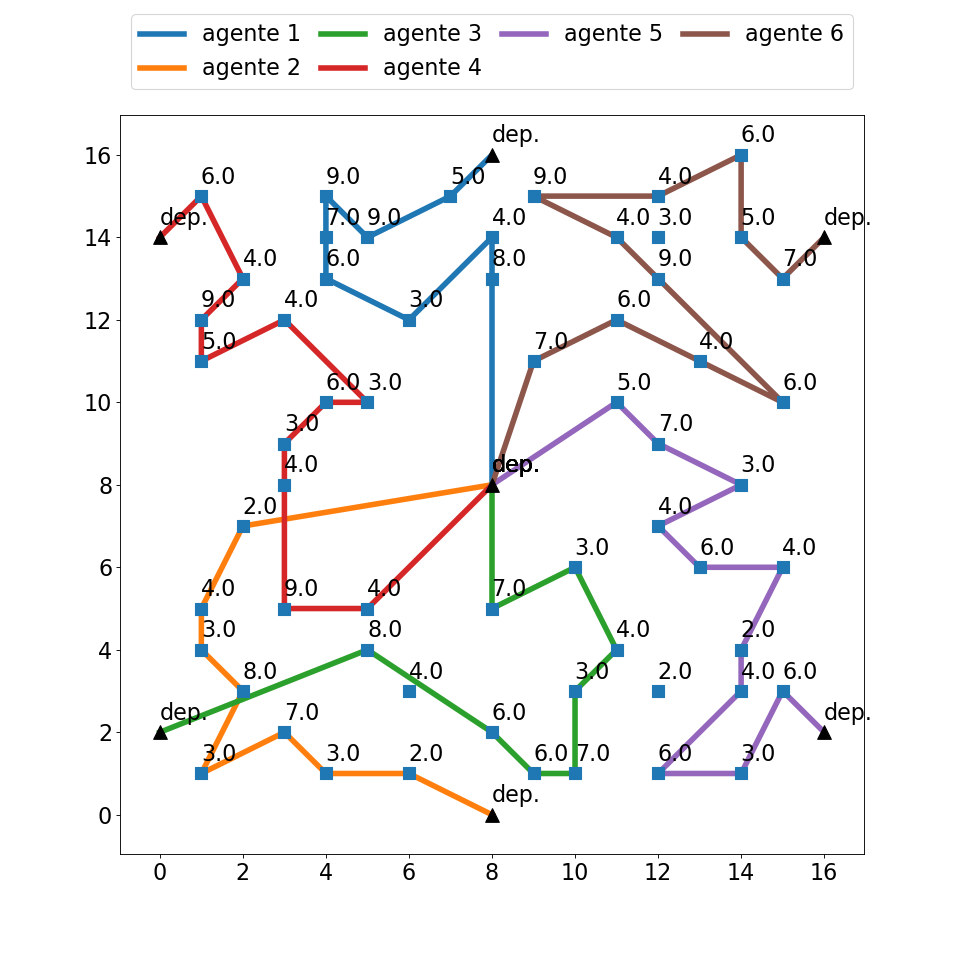 agente 1 agente 3 agente 5 agente 6
agente 2 agente 4
dep. 6.0
16
6.0 9.0 5.0 9.0 4.0
dep. 7.0 9.0 4.0 4.0 3.0 5.0 dep.
14
4.0 6.0 8.0 9.0 7.0
9.0 4.0 3.0 6.0
12
5.0 7.0 4.0
6.0 3.0 5.0 6.0
10
3.0 7.0
4.0 dep. 3.0
8
2.0 4.0
3.0 6.0 4.0
6
4.0 9.0 4.0 7.0
3.0 8.0 4.0 2.0
4
8.0 4.0 3.0 2.0 4.0 6.0
dep. 7.0 6.0 dep.
2
3.0 3.0 2.0 6.0 7.0 6.0 3.0
dep.
0
0 2 4 6 8 10 12 14 16